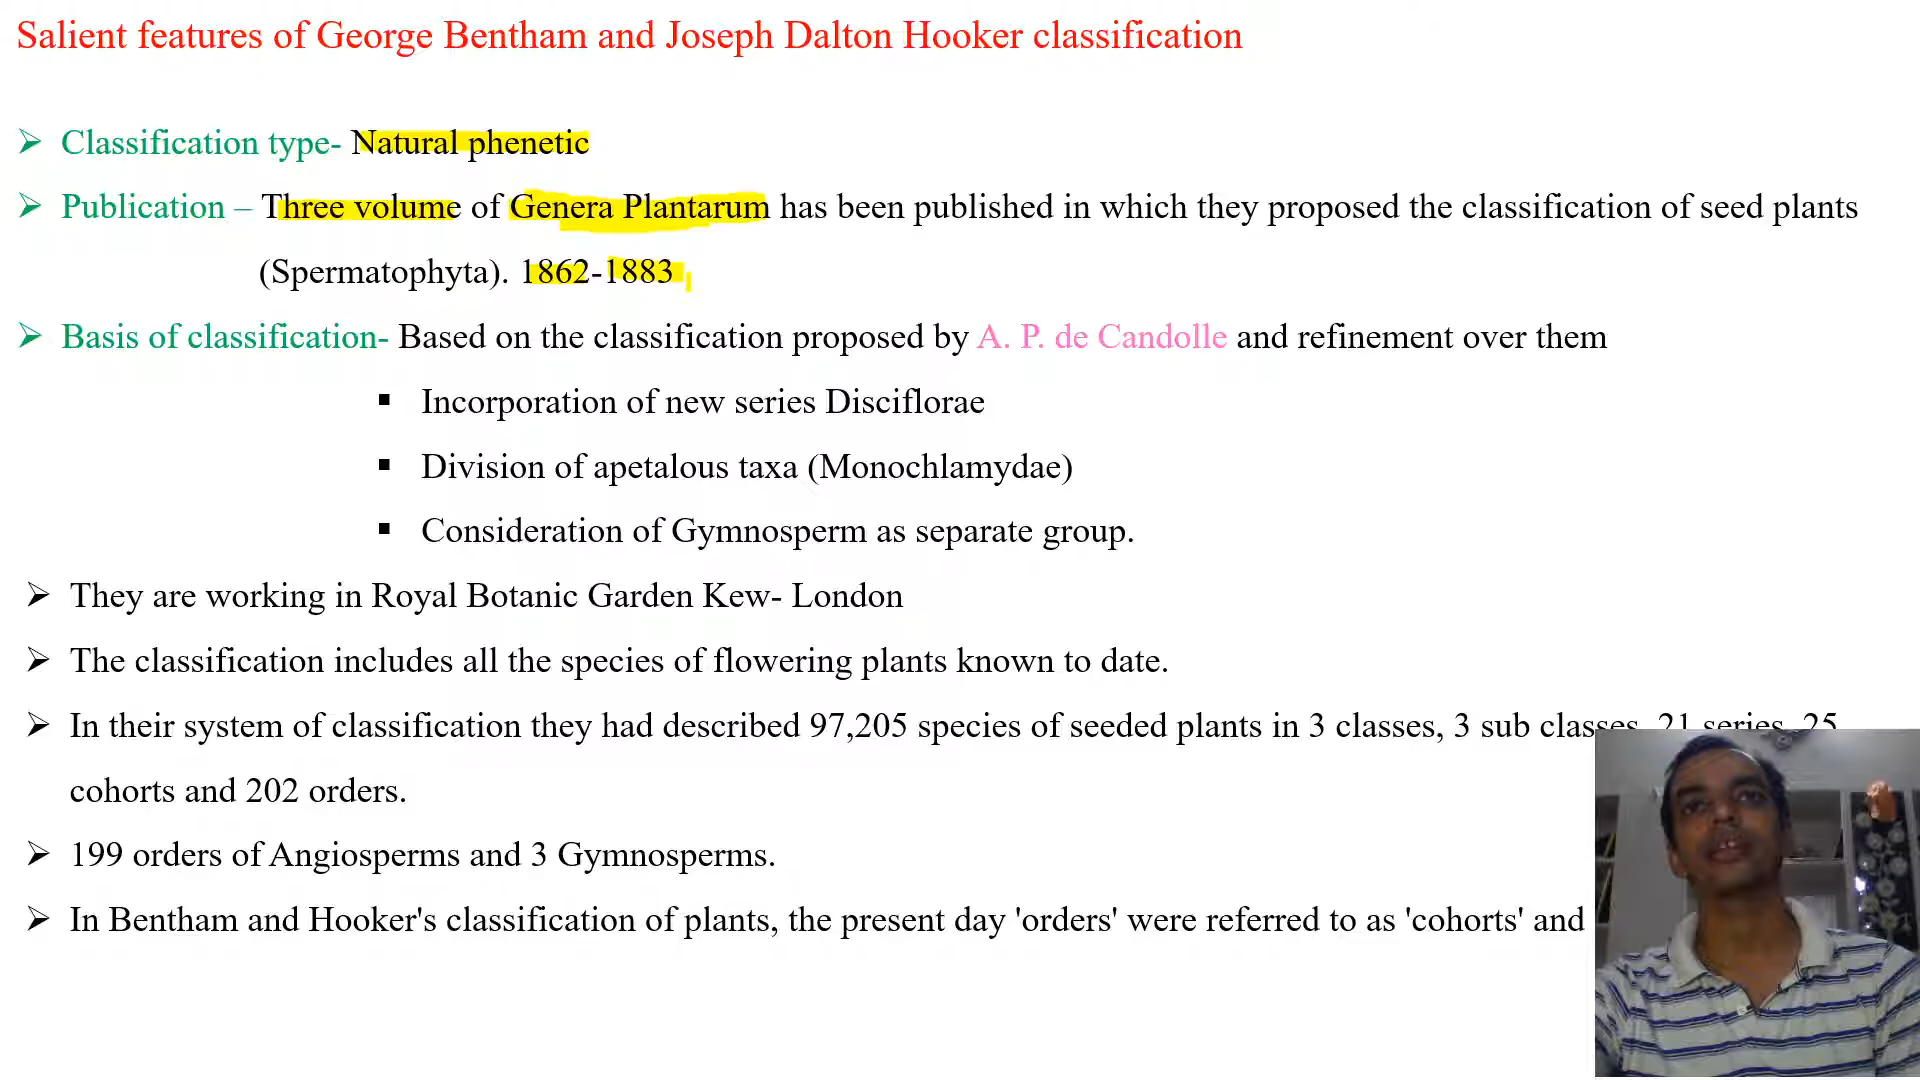 Salient features of George Bentham and Joseph Dalton Hooker classification
➢ Classification type- Natural phenetic
➢ Publication – Three volume of Genera Plantarum has been published in which they proposed the classification of seed plants
(Spermatophyta). 1862-1883
➢ Basis of classification- Based on the classification proposed by A. P. de Candolle and refinement over them
▪ Incorporation of new series Disciflorae
▪ Division of apetalous taxa (Monochlamydae)
▪ Consideration of Gymnosperm as separate group.
➢ They are working in Royal Botanic Garden Kew- London
➢ The classification includes all the species of flowering plants known to date.
➢ In their system of classification they had described 97,205 species of seeded plants in 3 classes, 3 sub classes, 21 series, 25
cohorts and 202 orders.
➢ 199 orders of Angiosperms and 3 Gymnosperms.
➢ In Bentham and Hooker's classification of plants, the present day 'orders' were referred to as 'cohorts' and